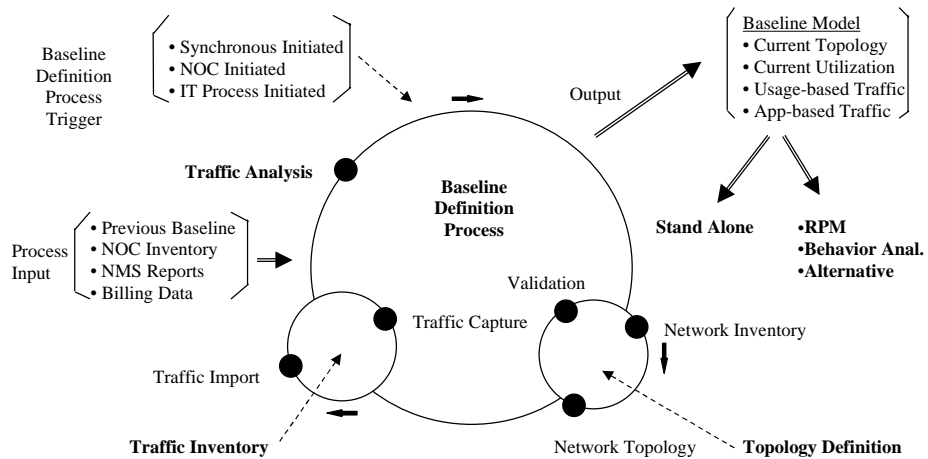 Baseline
Definition
Process
Trigger
• Synchronous Initiated
• NOC Initiated
• IT Process Initiated
Output
Baseline Model
• Current Topology
• Current Utilization
• Usage-based Traffic
• App-based Traffic
Traffic Analysis
Baseline
Definition
Process
Stand Alone
•RPM
•Behavior Anal.
•Alternative
Process
Input
• Previous Baseline
• NOC Inventory
• NMS Reports
• Billing Data
Validation
Traffic Capture
Network Inventory
Traffic Import
Traffic Inventory
Network Topology
Topology Definition